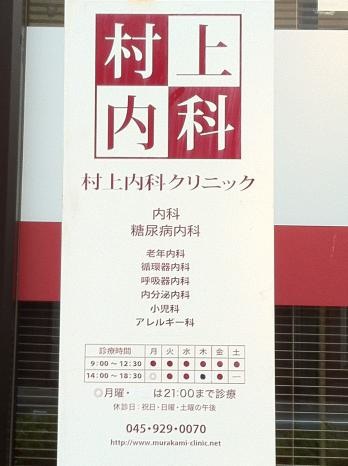 村上
内科
村上内科クリニック
内科
糖尿病内科
老年内科
循環器内科
呼吸器内科
内分泌内科
小児科
アレルギー科
診療時間 月 火 水 木 金 土
9:00〜12:30 ● ● ● ● ● ●
14:00〜18:30 ◎ ● ● ● ● —
◎月曜・ は21:00まで診療
休診日:祝日・日曜・土曜の午後
045・929・0070
http://www.murakami-clinic.net